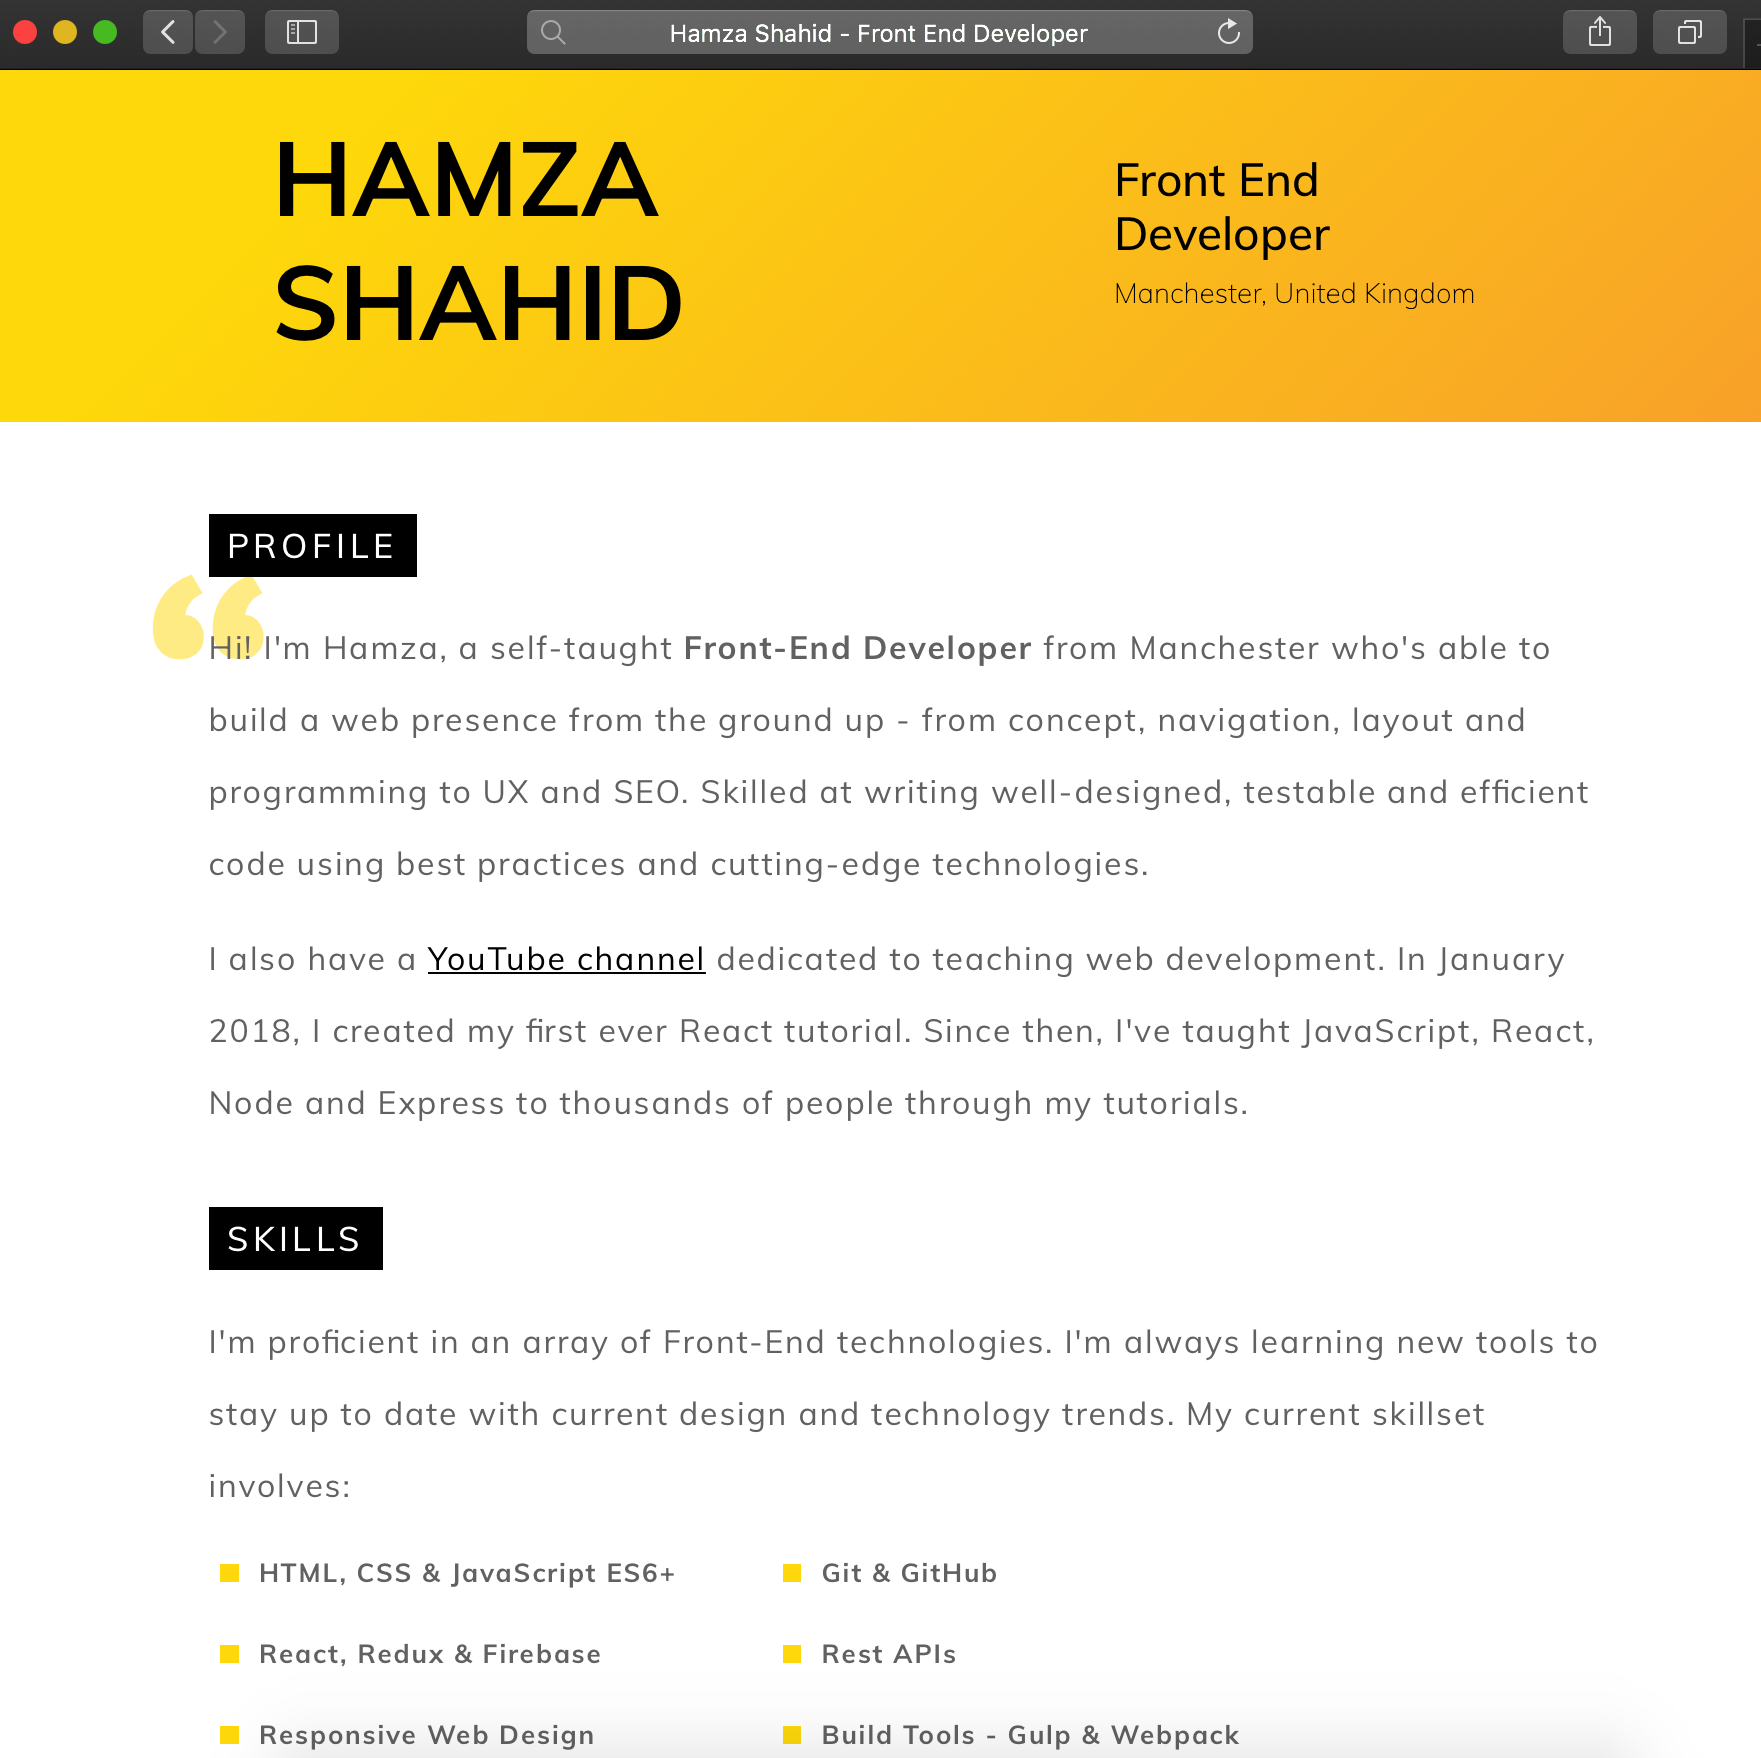 Hamza Shahid - Front End Developer
HAMZA
SHAHID
Front End
Developer
Manchester, United Kingdom
PROFILE
“
Hi! I'm Hamza, a self-taught Front-End Developer from Manchester who's able to
build a web presence from the ground up - from concept, navigation, layout and
programming to UX and SEO. Skilled at writing well-designed, testable and efficient
code using best practices and cutting-edge technologies.
I also have a YouTube channel dedicated to teaching web development. In January
2018, I created my first ever React tutorial. Since then, I've taught JavaScript, React,
Node and Express to thousands of people through my tutorials.
SKILLS
I'm proficient in an array of Front-End technologies. I'm always learning new tools to
stay up to date with current design and technology trends. My current skillset
involves:
HTML, CSS & JavaScript ES6+
Git & GitHub
React, Redux & Firebase
Rest APIs
Responsive Web Design
Build Tools - Gulp & Webpack